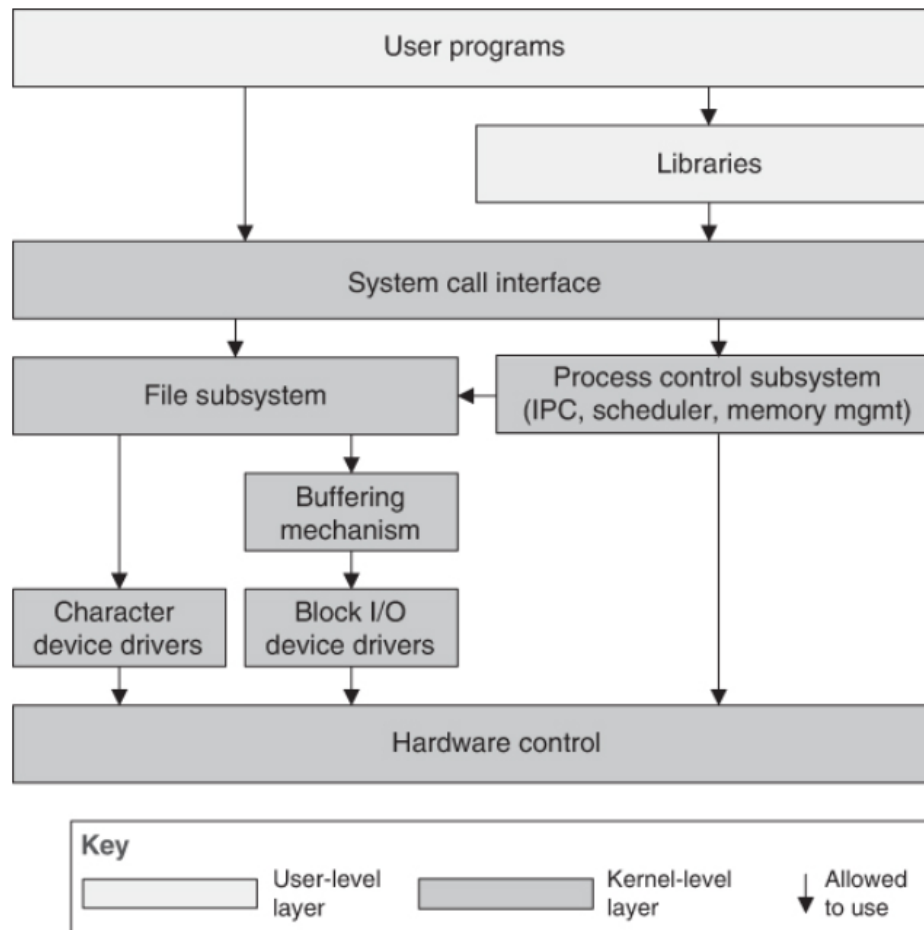 User programs
Libraries
System call interface
File subsystem
Process control subsystem
(IPC, scheduler, memory mgmt)
Buffering
mechanism
Character
device drivers
Block I/O
device drivers
Hardware control
Key
User-level
layer
Kernel-level
layer
Allowed
to use